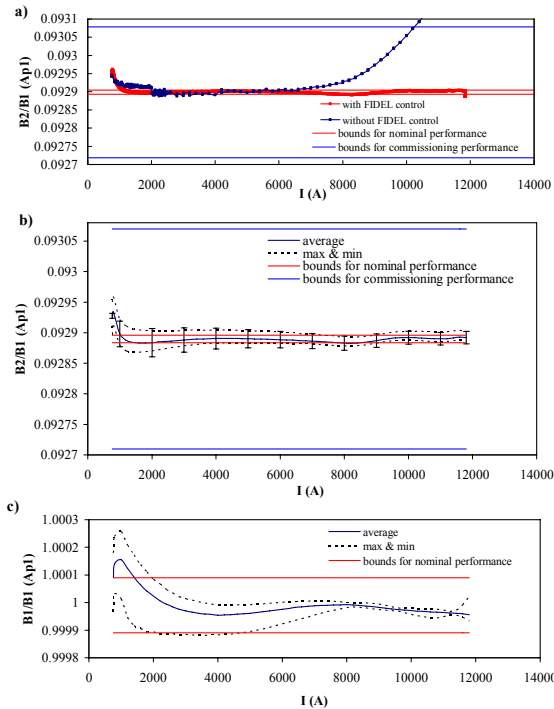 a)
B2/B1 (Ap1)
0.0931
0.09305
0.093
0.09295
0.0929
0.09285
0.0928
0.09275
0.0927
with FIDEL control
without FIDEL control
bounds for nominal performance
bounds for commissioning performance
0 2000 4000 6000 8000 10000 12000 14000
I (A)
b)
B2/B1 (Ap1)
0.09305
0.093
0.09295
0.0929
0.09285
0.0928
0.09275
0.0927
average
max & min
bounds for nominal performance
bounds for commissioning performance
0 2000 4000 6000 8000 10000 12000 14000
I (A)
c)
B1/B1 (Ap1)
1.0003
1.0002
1.0001
1
0.9999
0.9998
average
max & min
bounds for nominal performance
0 2000 4000 6000 8000 10000 12000 14000
I (A)